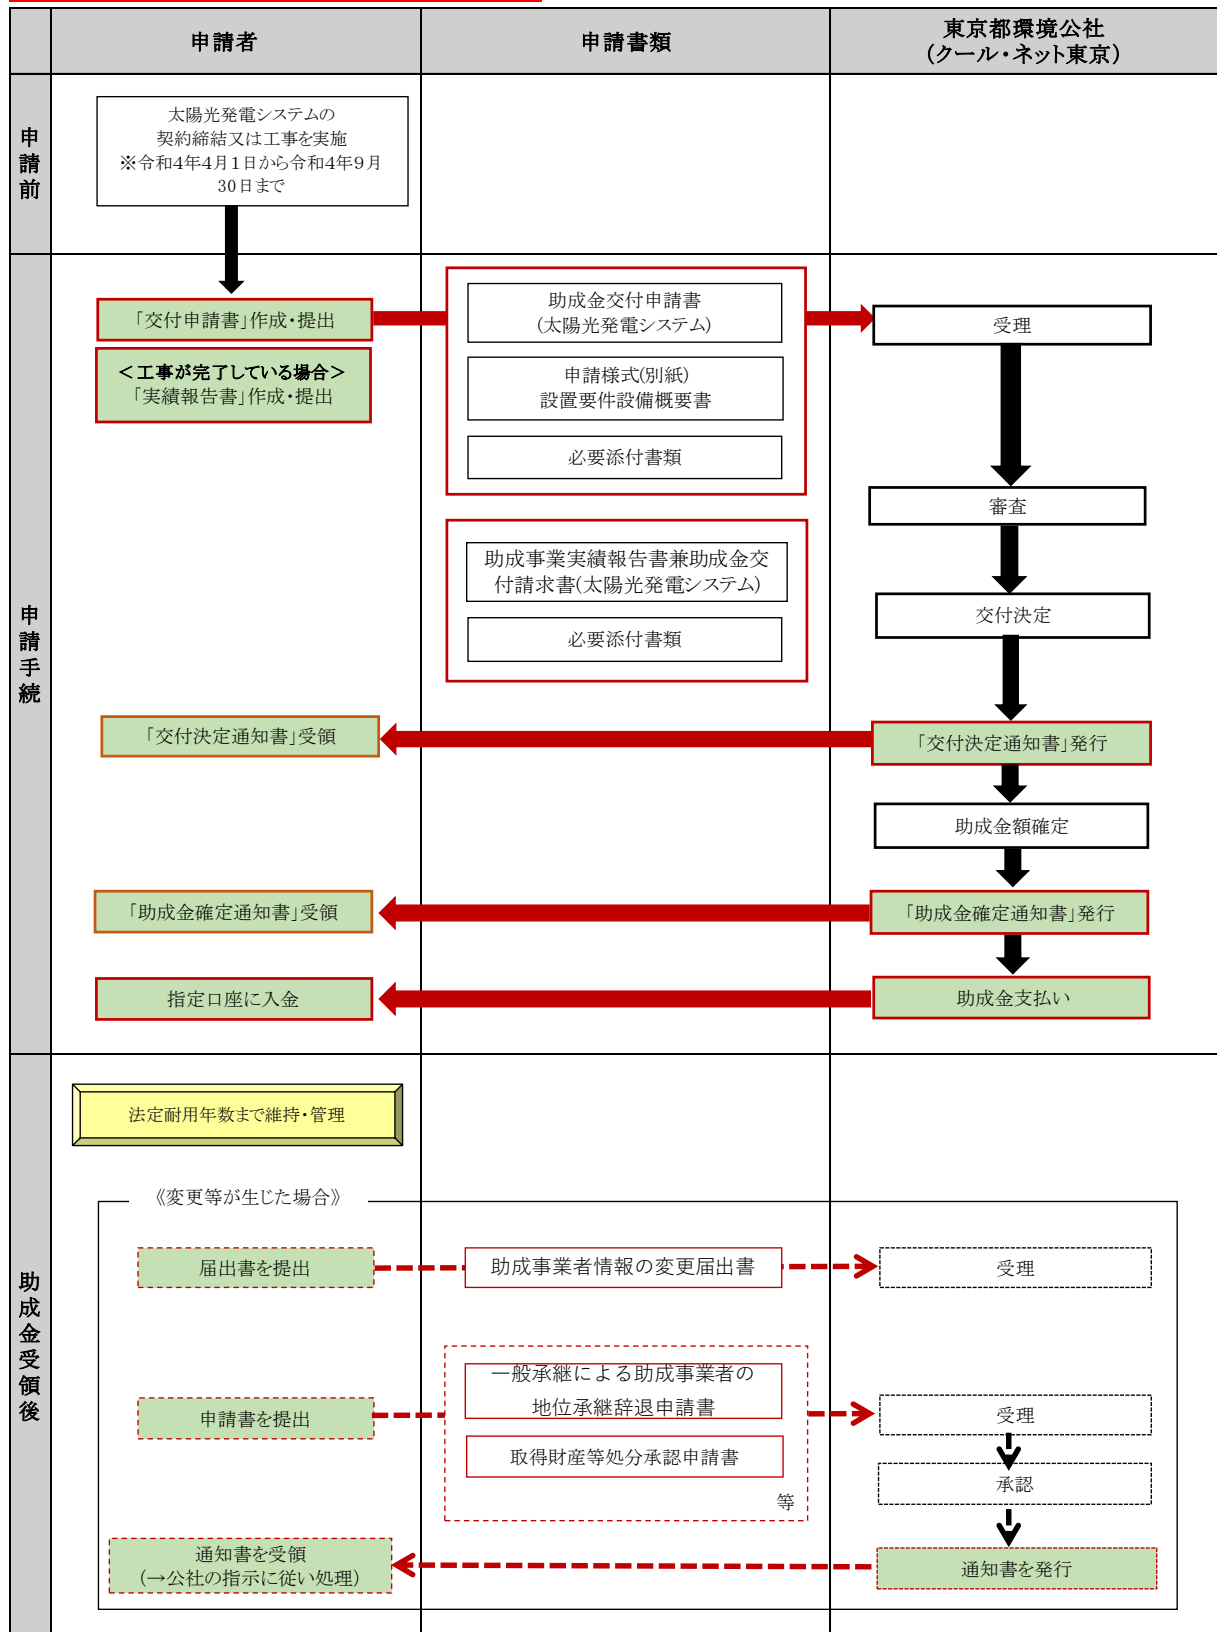 申請者
申請書類
東京都環境公社
(クール・ネット東京)
申請前
太陽光発電システムの
契約締結又は工事を実施
※令和4年4月1日から令和4年9月
30日まで
申請手続
「交付申請書」作成・提出
＜工事が完了している場合＞
「実績報告書」作成・提出
助成金交付申請書
(太陽光発電システム)
申請様式(別紙)
設置要件設備概要書
必要添付書類
受理
審査
助成事業実績報告書兼助成金交
付請求書(太陽光発電システム)
必要添付書類
交付決定
「交付決定通知書」受領
「交付決定通知書」発行
助成金額確定
「助成金確定通知書」受領
「助成金確定通知書」発行
指定口座に入金
助成金支払い
助成金受領後
法定耐用年数まで維持・管理
《変更等が生じた場合》
届出書を提出
助成事業者情報の変更届出書
受理
申請書を提出
一般承継による助成事業者の
地位承継辞退申請書
取得財産等処分承認申請書
等
受理
承認
通知書を受領
(→公社の指示に従い処理)
通知書を発行